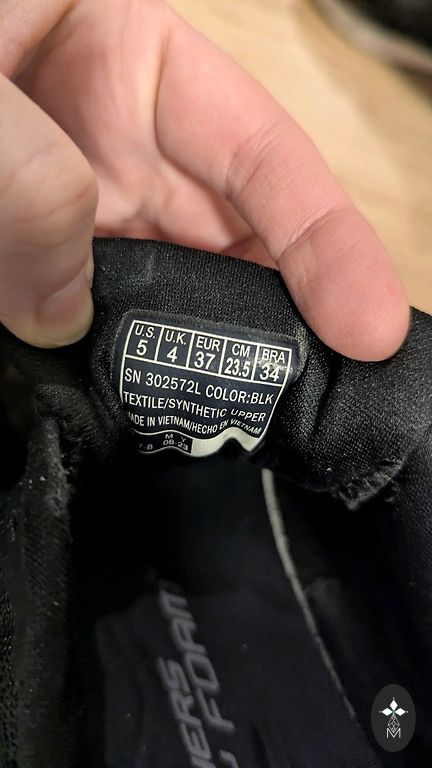 U.S. U.K. EUR CM BRA
5 4 37 23.5 34
SN 302572L COLOR:BLK
TEXTILE/SYNTHETIC UPPER
MADE IN VIETNAM/HECHO EN VIETNAM
M Y
08-23
FOAM
M